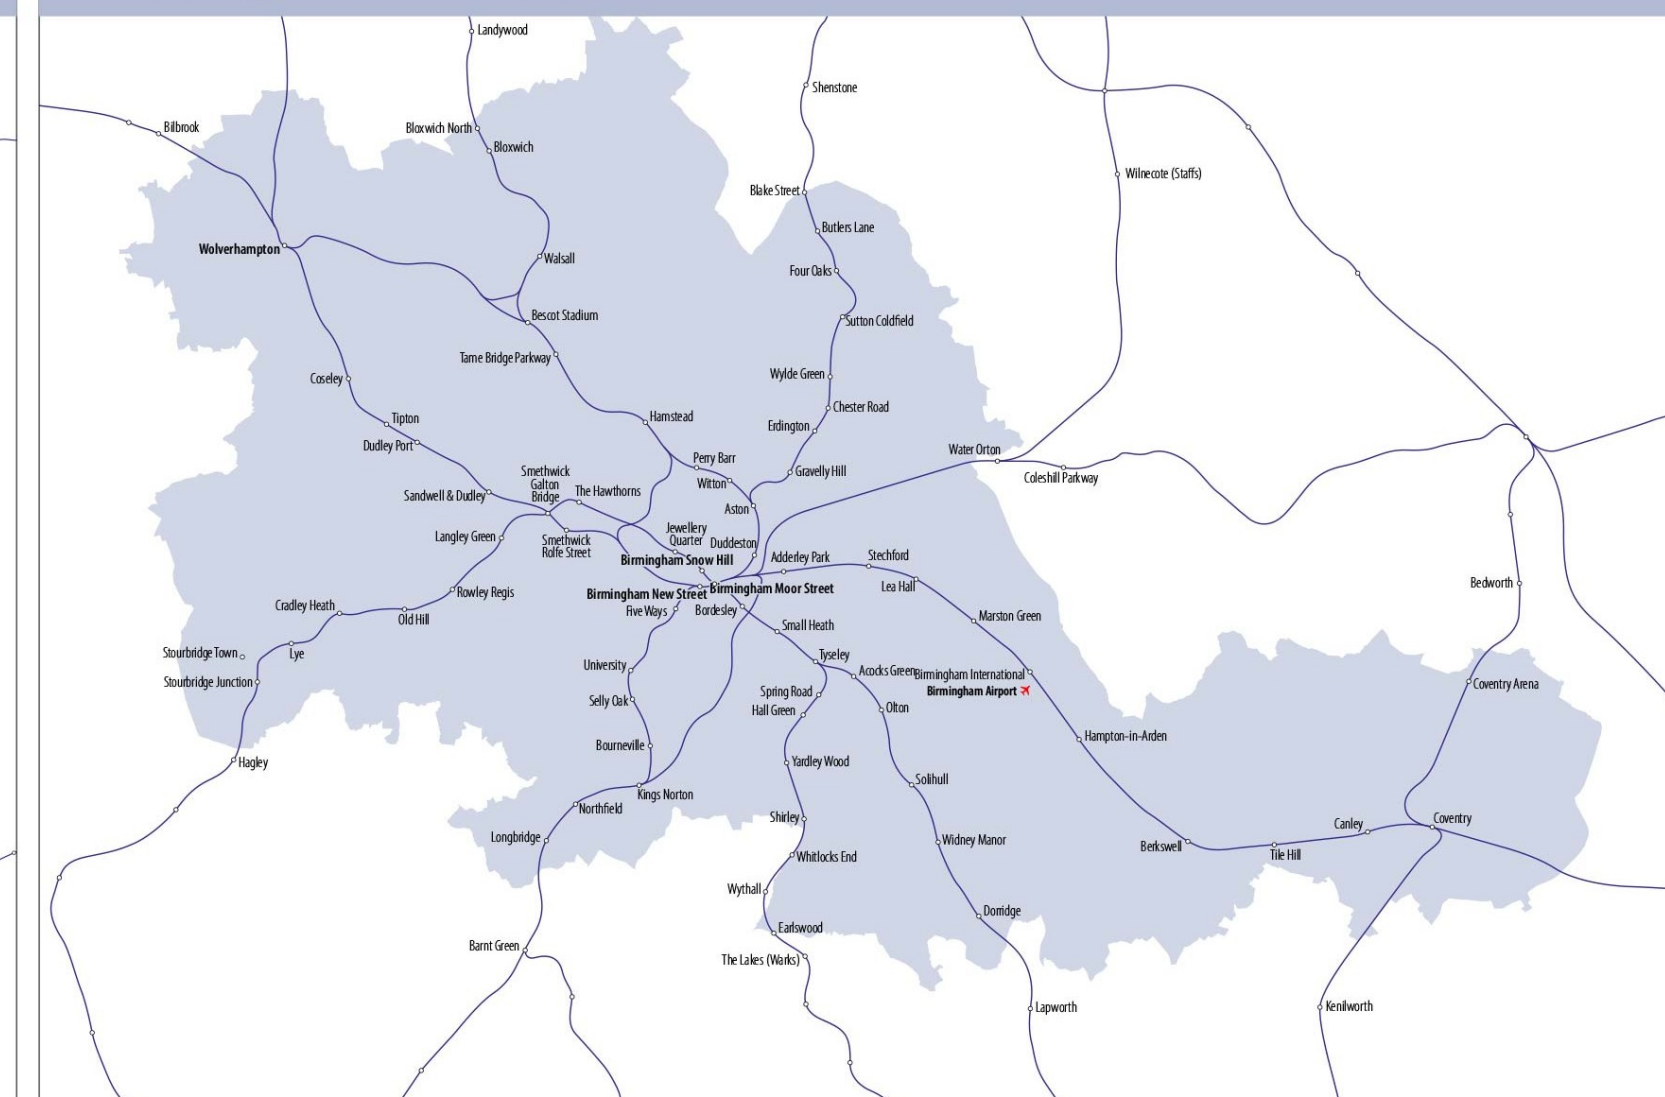 Landywood
Shenstone
Bilbrook
Bloxwich North
Bloxwich
Wilnecote (Staffs)
Blake Street
Butlers Lane
Wolverhampton
Walsall
Four Oaks
Bescot Stadium
Sutton Coldfield
Tame Bridge Parkway
Coseley
Wylde Green
Chester Road
Tipton
Hamstead
Erdington
Dudley Port
Water Orton
Perry Barr
Gravelly Hill
Coleshill Parkway
Smethwick
Galton
Bridge
The Hawthorns
Witton
Sandwell & Dudley
Aston
Langley Green
Smethwick
Rolfe Street
Jewellery
Quarter
Duddeston
Birmingham Snow Hill
Adderley Park
Stechford
Lea Hall
Bedworth
Birmingham New Street
Birmingham Moor Street
Rowley Regis
Cradley Heath
Old Hill
Five Ways
Bordesley
Marston Green
Small Heath
Stourbridge Town
Lye
Tyseley
University
Acocks Green
Birmingham International
Birmingham Airport
Stourbridge Junction
Coventry Arena
Spring Road
Selly Oak
Hall Green
Olton
Bourneville
Hampton-in-Arden
Hagley
Yardley Wood
Solihull
Kings Norton
Northfield
Shirley
Coventry
Canley
Longbridge
Widney Manor
Berkswell
Tile Hill
Whitlocks End
Wythall
Dorridge
Earlswood
Barnt Green
The Lakes (Warks)
Lapworth
Kenilworth